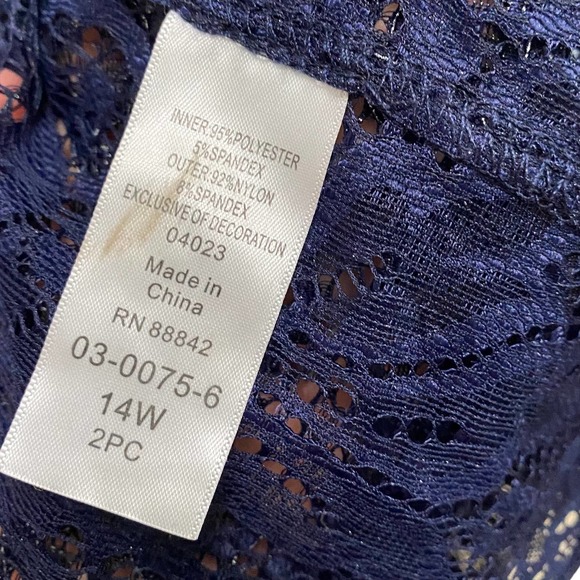 INNER:95%POLYESTER
5%SPANDEX
OUTER:92%NYLON
8%SPANDEX
EXCLUSIVE OF DECORATION
04023
Made in
China
RN 88842
03-0075-6
14W
2PC